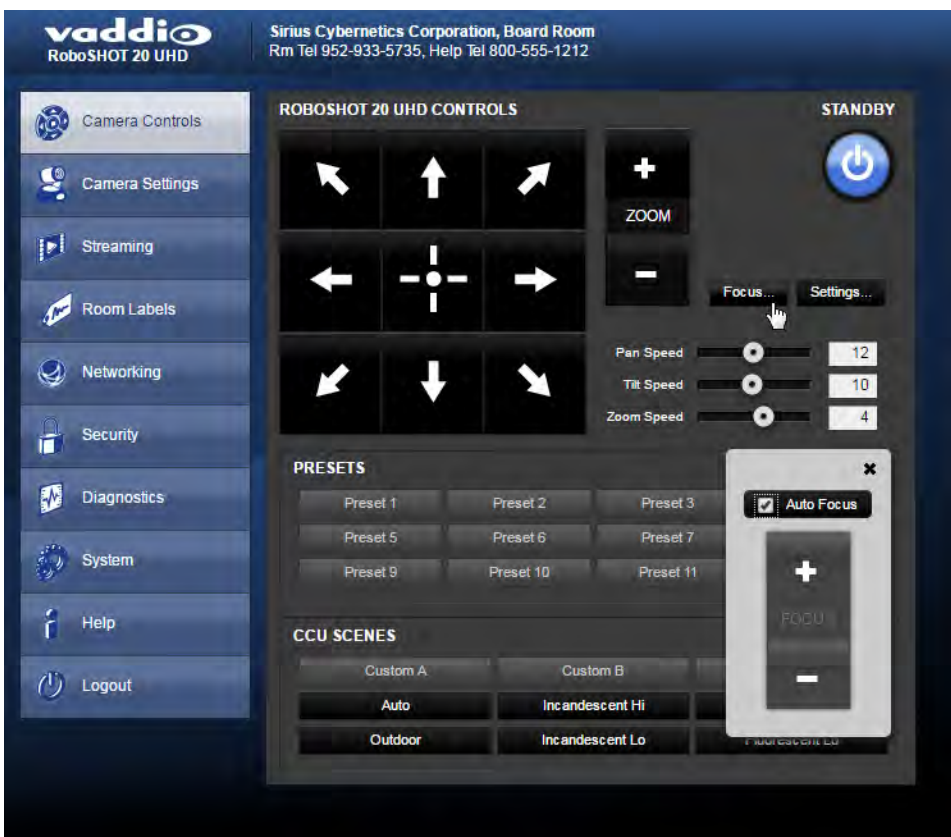 vaddio
RoboSHOT 20 UHD
Sirius Cybernetics Corporation, Board Room
Rm Tel 952-933-5735, Help Tel 800-555-1212
Camera Controls
Camera Settings
Streaming
Room Labels
Networking
Security
Diagnostics
System
Help
Logout
ROBOSHOT 20 UHD CONTROLS
STANDBY
ZOOM
Focus...
Settings...
Pan Speed 12
Tilt Speed 10
Zoom Speed 4
PRESETS
Preset 1 Preset 2 Preset 3
Preset 5 Preset 6 Preset 7
Preset 9 Preset 10 Preset 11
Auto Focus
FOCU
CCU SCENES
Custom A Custom B
Auto Incandescent Hi
Outdoor Incandescent Lo Fluorescent Lo